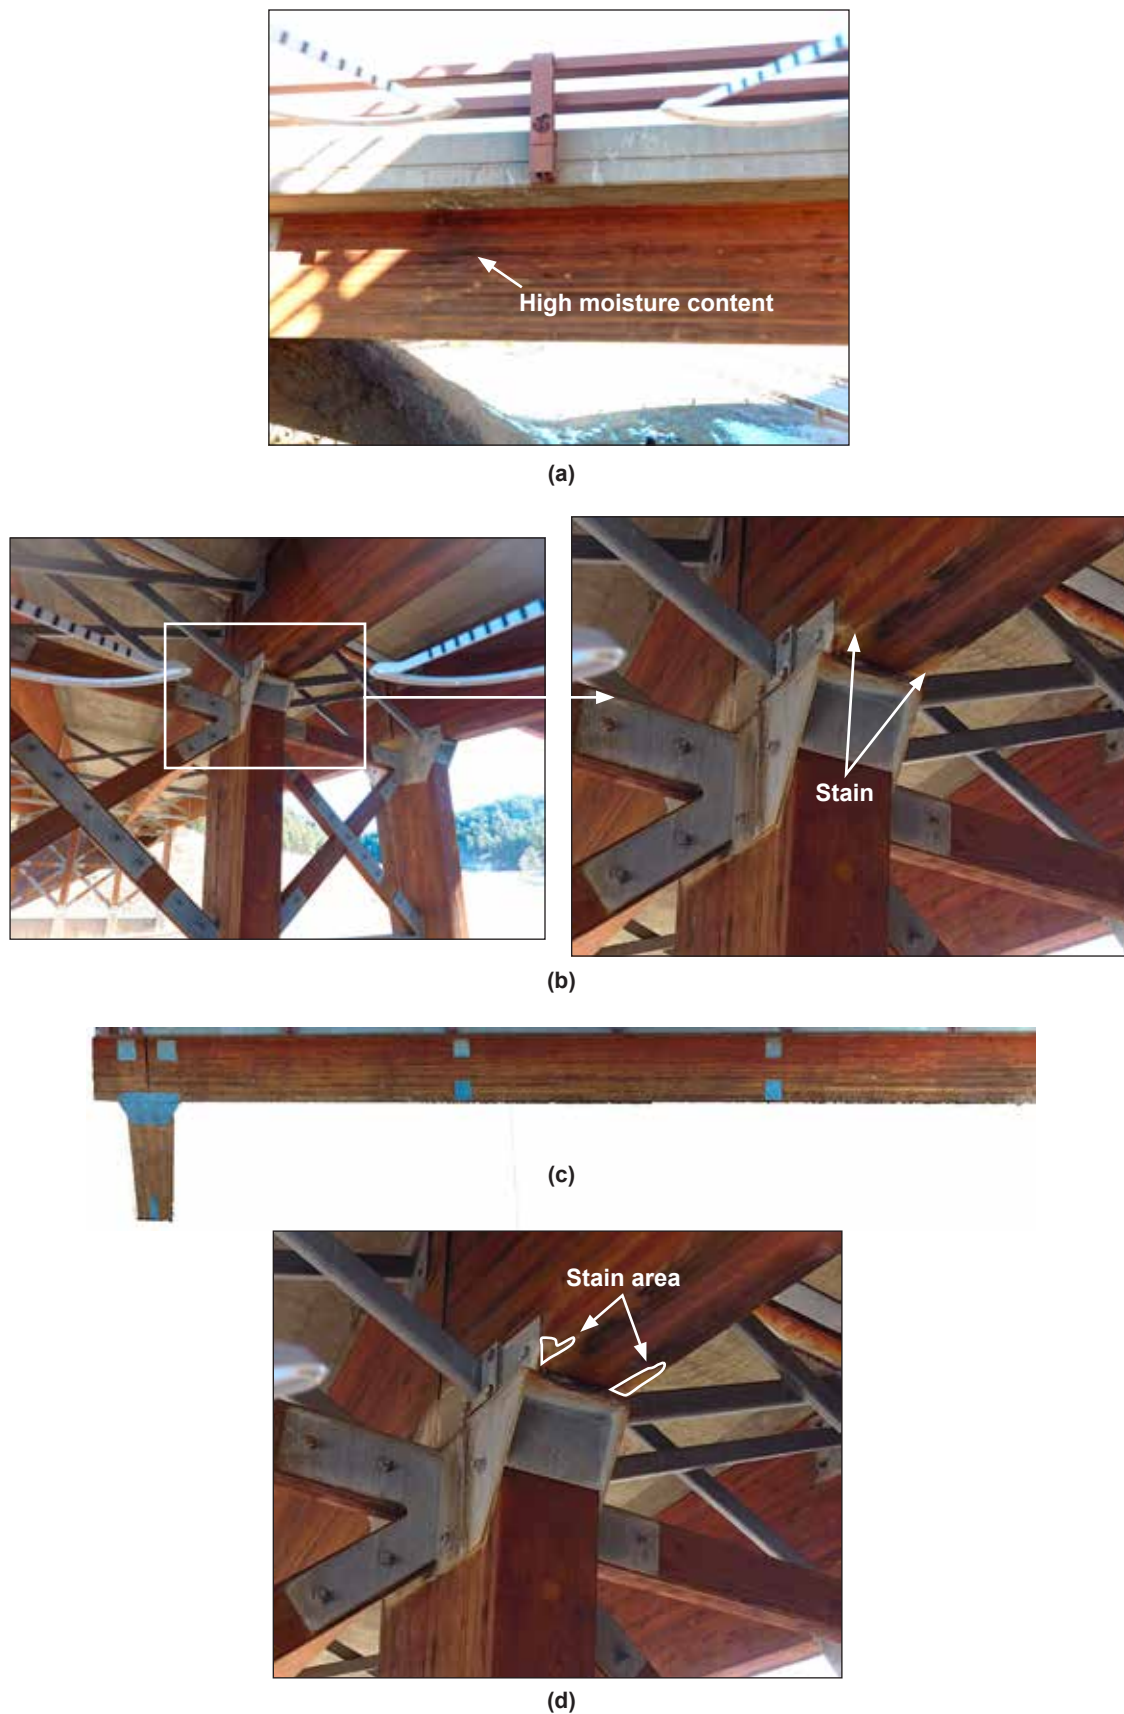 High moisture content
(a)
Stain
(b)
(c)
Stain area
(d)